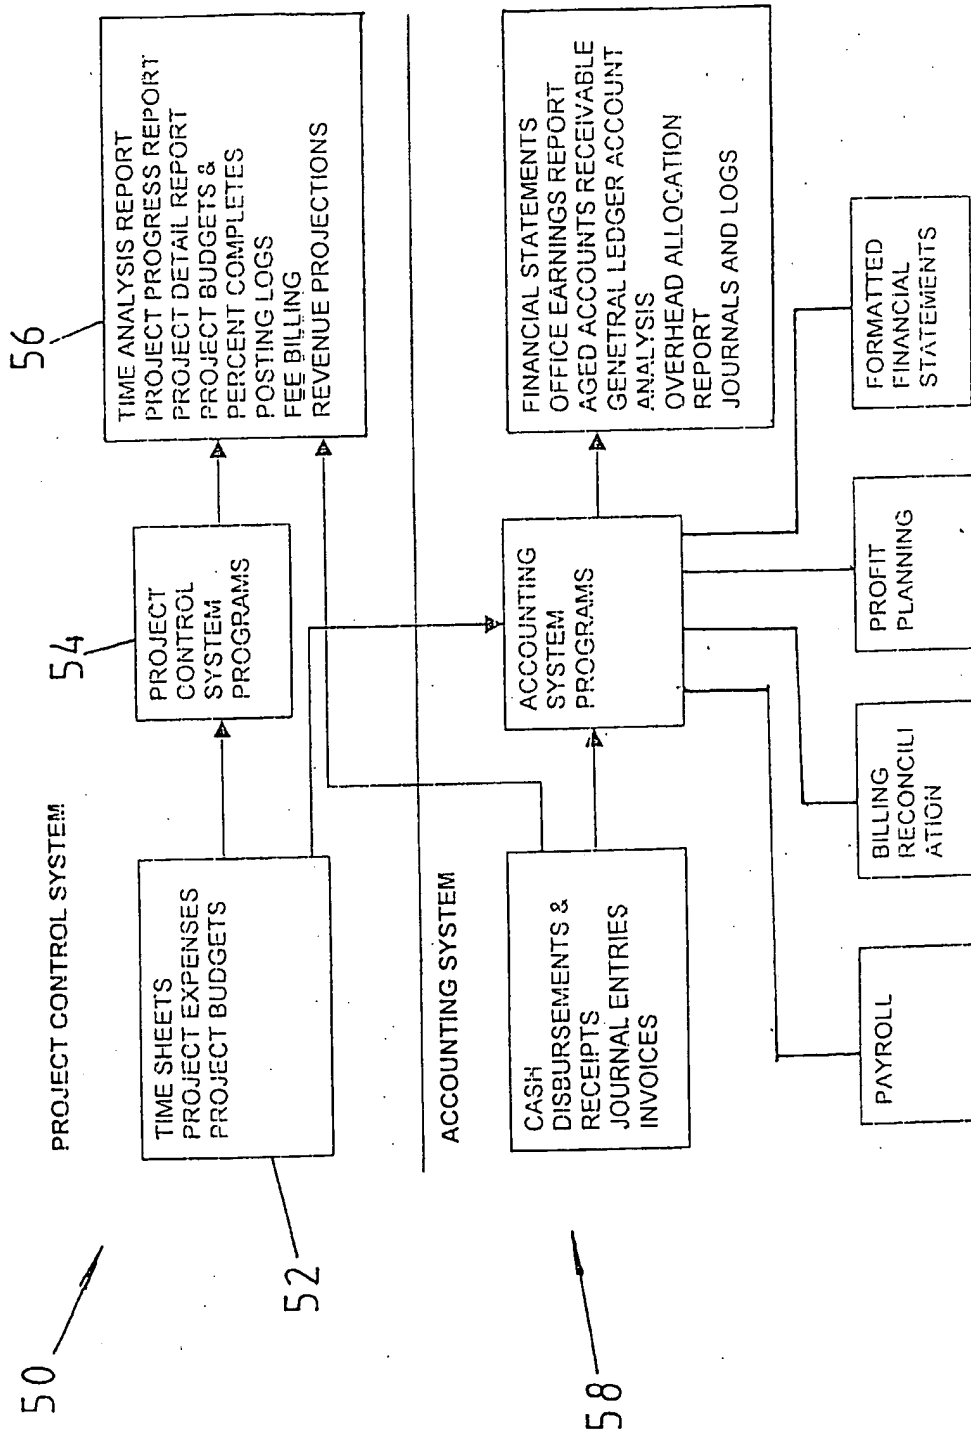 50
PROJECT CONTROL SYSTEM
52
TIME SHEETS
PROJECT EXPENSES
PROJECT BUDGETS
54
PROJECT
CONTROL
SYSTEM
PROGRAMS
56
TIME ANALYSIS REPORT
PROJECT PROGRESS REPORT
PROJECT DETAIL REPORT
PROJECT BUDGETS &
PERCENT COMPLETES
POSTING LOGS
FEE BILLING
REVENUE PROJECTIONS
58
ACCOUNTING SYSTEM
CASH
DISBURSEMENTS &
RECEIPTS
JOURNAL ENTRIES
INVOICES
ACCOUNTING
SYSTEM
PROGRAMS
FINANCIAL STATEMENTS
OFFICE EARNINGS REPORT
AGED ACCOUNTS RECEIVABLE
GENETRAL LEDGER ACCOUNT
ANALYSIS
OVERHEAD ALLOCATION
REPORT
JOURNALS AND LOGS
PAYROLL
BILLING
RECONCILI
ATION
PROFIT
PLANNING
FORMATTED
FINANCIAL
STATEMENTS